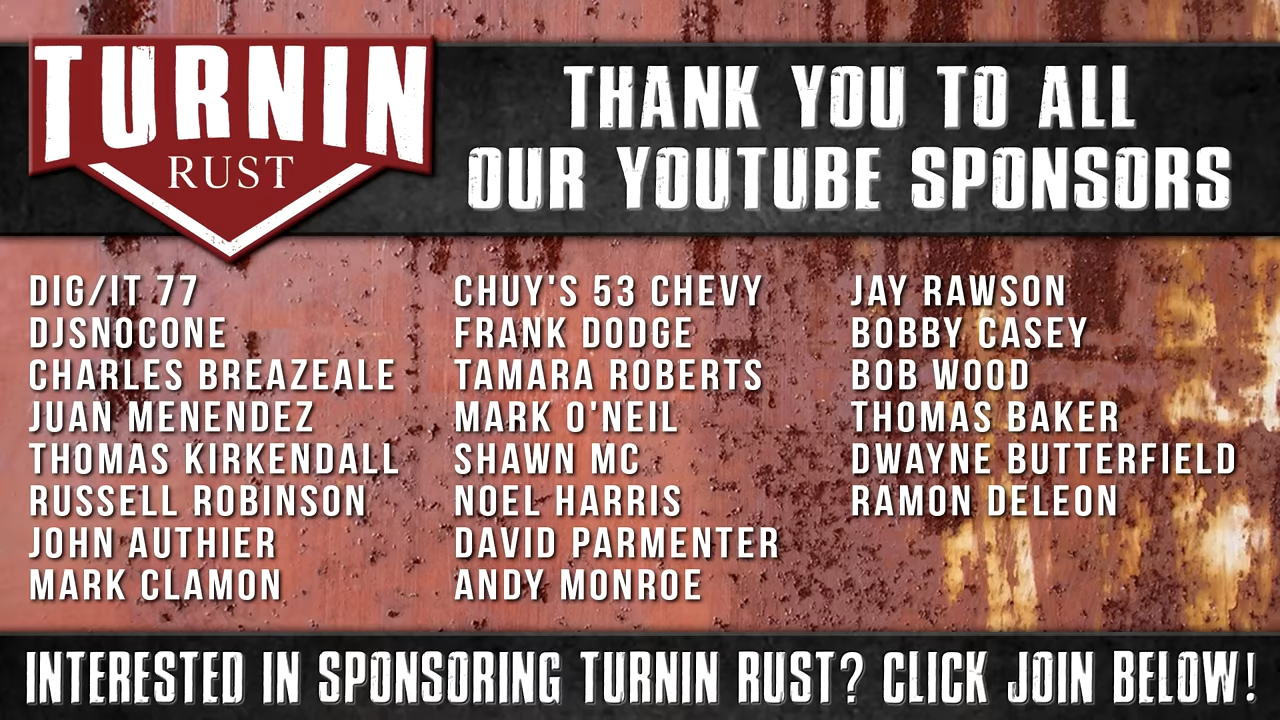 TURNIN
RUST
THANK YOU TO ALL
OUR YOUTUBE SPONSORS
DIG/IT 77
DJSNOCONE
CHARLES BREAZEALE
JUAN MENENDEZ
THOMAS KIRKENDALL
RUSSELL ROBINSON
JOHN AUTHIER
MARK CLAMON
CHUY'S 53 CHEVY
FRANK DODGE
TAMARA ROBERTS
MARK O'NEIL
SHAWN MC
NOEL HARRIS
DAVID PARMENTER
ANDY MONROE
JAY RAWSON
BOBBY CASEY
BOB WOOD
THOMAS BAKER
DWAYNE BUTTERFIELD
RAMON DELEON
INTERESTED IN SPONSORING TURNIN RUST? CLICK JOIN BELOW!